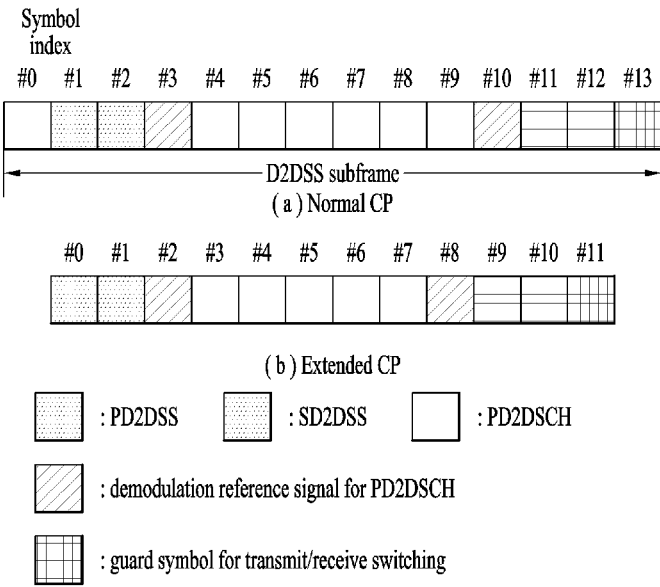 Symbol
index
#0 #1 #2 #3 #4 #5 #6 #7 #8 #9 #10 #11 #12 #13
D2DSS subframe
( a ) Normal CP
#0 #1 #2 #3 #4 #5 #6 #7 #8 #9 #10 #11
( b ) Extended CP
: PD2DSS : SD2DSS : PD2DSCH
: demodulation reference signal for PD2DSCH
: guard symbol for transmit/receive switching